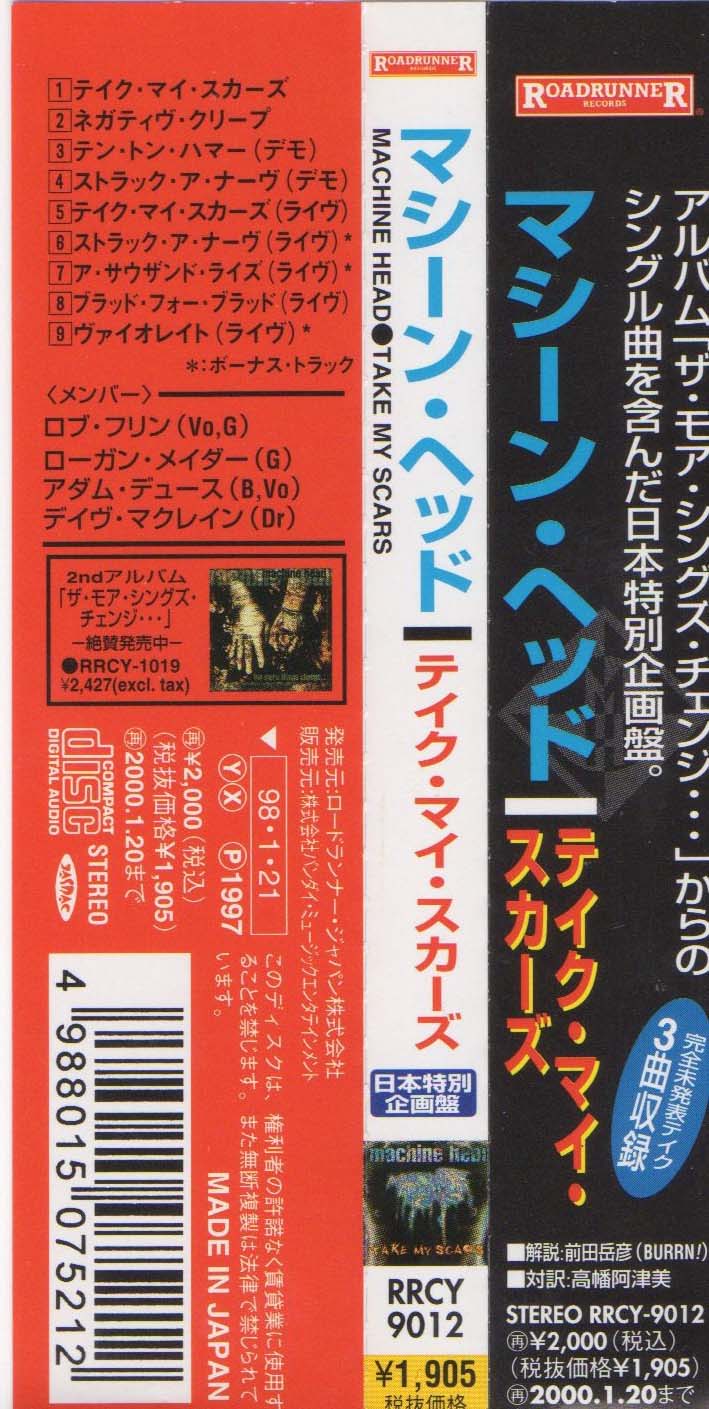 1 テイク・マイ・スカーズ
2 ネガティヴ・クリープ
3 テン・トン・ハマー(デモ)
4 ストラック・ア・ナーヴ(デモ)
5 テイク・マイ・スカーズ(ライヴ)
6 ストラック・ア・ナーヴ(ライヴ)*
7 ア・サウザンド・ライズ(ライヴ)*
8 ブラッド・フォー・ブラッド(ライヴ)
9 ヴァイオレイト(ライヴ)*
*:ボーナス・トラック
〈メンバー〉
ロブ・フリン(Vo,G)
ローガン・メイダー(G)
アダム・デュース(B,Vo)
デイヴ・マクレイン(Dr)
2ndアルバム
「ザ・モア・シングズ・
チェンジ・・・」
—絶賛発売中—
●RRCY-1019
¥2,427(excl. tax)
machine head
the more things change...
発売元:ロードランナー・ジャパン株式会社
販売元:株式会社バンダイ・ミュージックエンタテインメント
98・1・21
Ⓨ Ⓧ Ⓟ1997
㊢¥2,000(税込)
(税抜価格¥1,905)
㊢2000.1.20まで
COMPACT
disc
DIGITAL AUDIO
STEREO
このディスクは、権利者の許諾なく賃貸業に使用す
ることを禁じます。また無断複製は法律で禁じられて
います。
MADE IN JAPAN
4 988015 075212
ROADRUNNER
RECORDS
マシーン・ヘッド
MACHINE HEAD●TAKE MY SCARS
テイク・マイ・スカーズ
日本特別
企画盤
machine head
TAKE MY SCARS
RRCY
9012
¥1,905
税抜価格
ROADRUNNER
RECORDS
アルバム「ザ・モア・シングズ・チェンジ・・・」からの
シングル曲を含んだ日本特別企画盤。
マシーン・ヘッド
テイク・マイ・
スカーズ
完全未発表テイク
3曲収録
■解説:前田岳彦(BURRN!)
■対訳:高幡阿津美
STEREO RRCY-9012
㊢¥2,000(税込)
(税抜価格¥1,905)
㊢2000.1.20まで